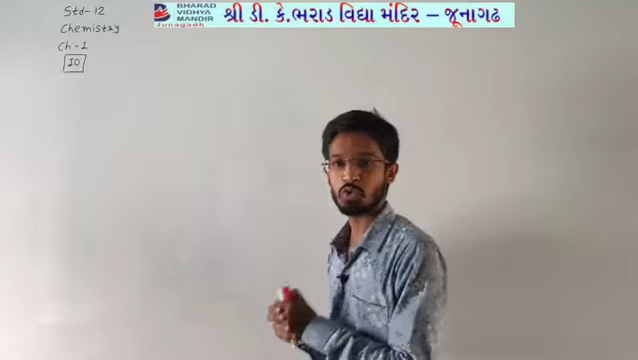 Std-12
Chemistry
Ch-1
10
BHARAD
VIDHYA
MANDIR
Junagadh
શ્રી ડી. કે.ભરાડ વિદ્યા મંદિર – જૂનાગઢ